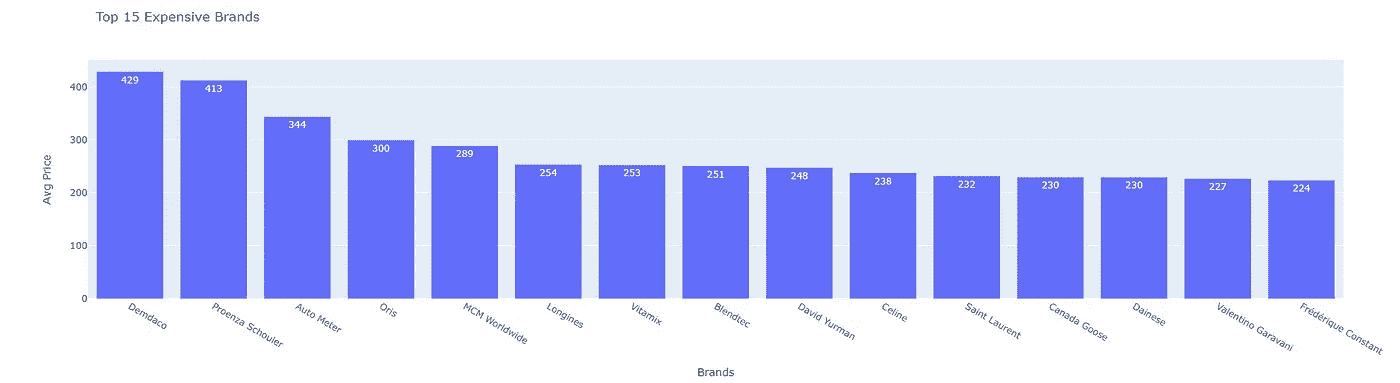 Top 15 Expensive Brands
Avg Price
400
300
200
100
0
429
413
344
300
289
254
253
251
248
238
232
230
230
227
224
Demdaco
Proenza Schouler
Auto Meter
Oris
MCM Worldwide
Longines
Vitamix
Blendtec
David Yurman
Celine
Saint Laurent
Canada Goose
Dainese
Valentino Garavani
Frédérique Constant
Brands